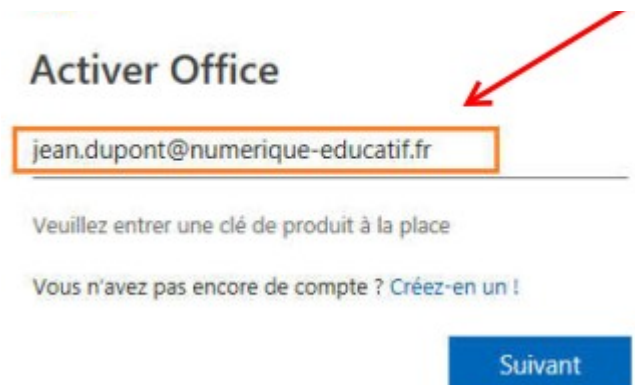 Activer Office
jean.dupont@numerique-educatif.fr
Veuillez entrer une clé de produit à la place
Vous n'avez pas encore de compte ? Créez-en un !
Suivant